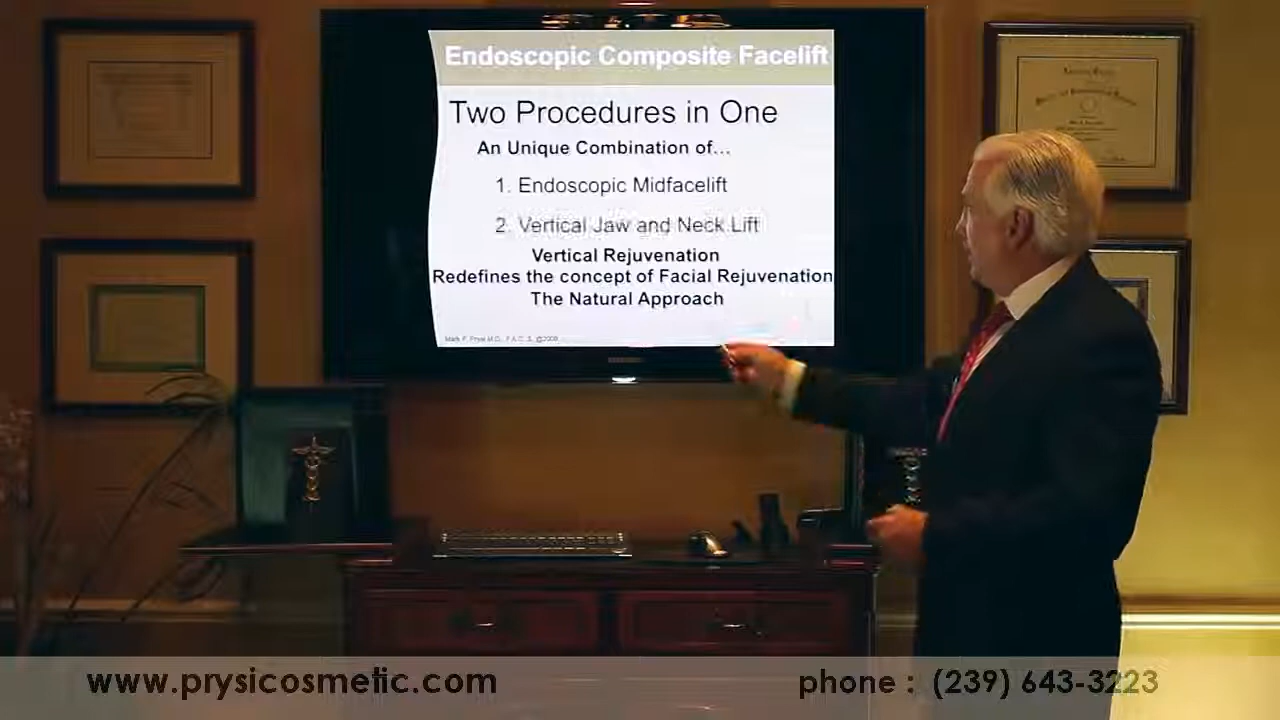 Endoscopic Composite Facelift
Two Procedures in One
An Unique Combination of...
1. Endoscopic Midfacelift
2. Vertical Jaw and Neck Lift
Vertical Rejuvenation
Redefines the concept of Facial Rejuvenation
The Natural Approach
www.prysicosmetic.com
phone : (239) 643-3223